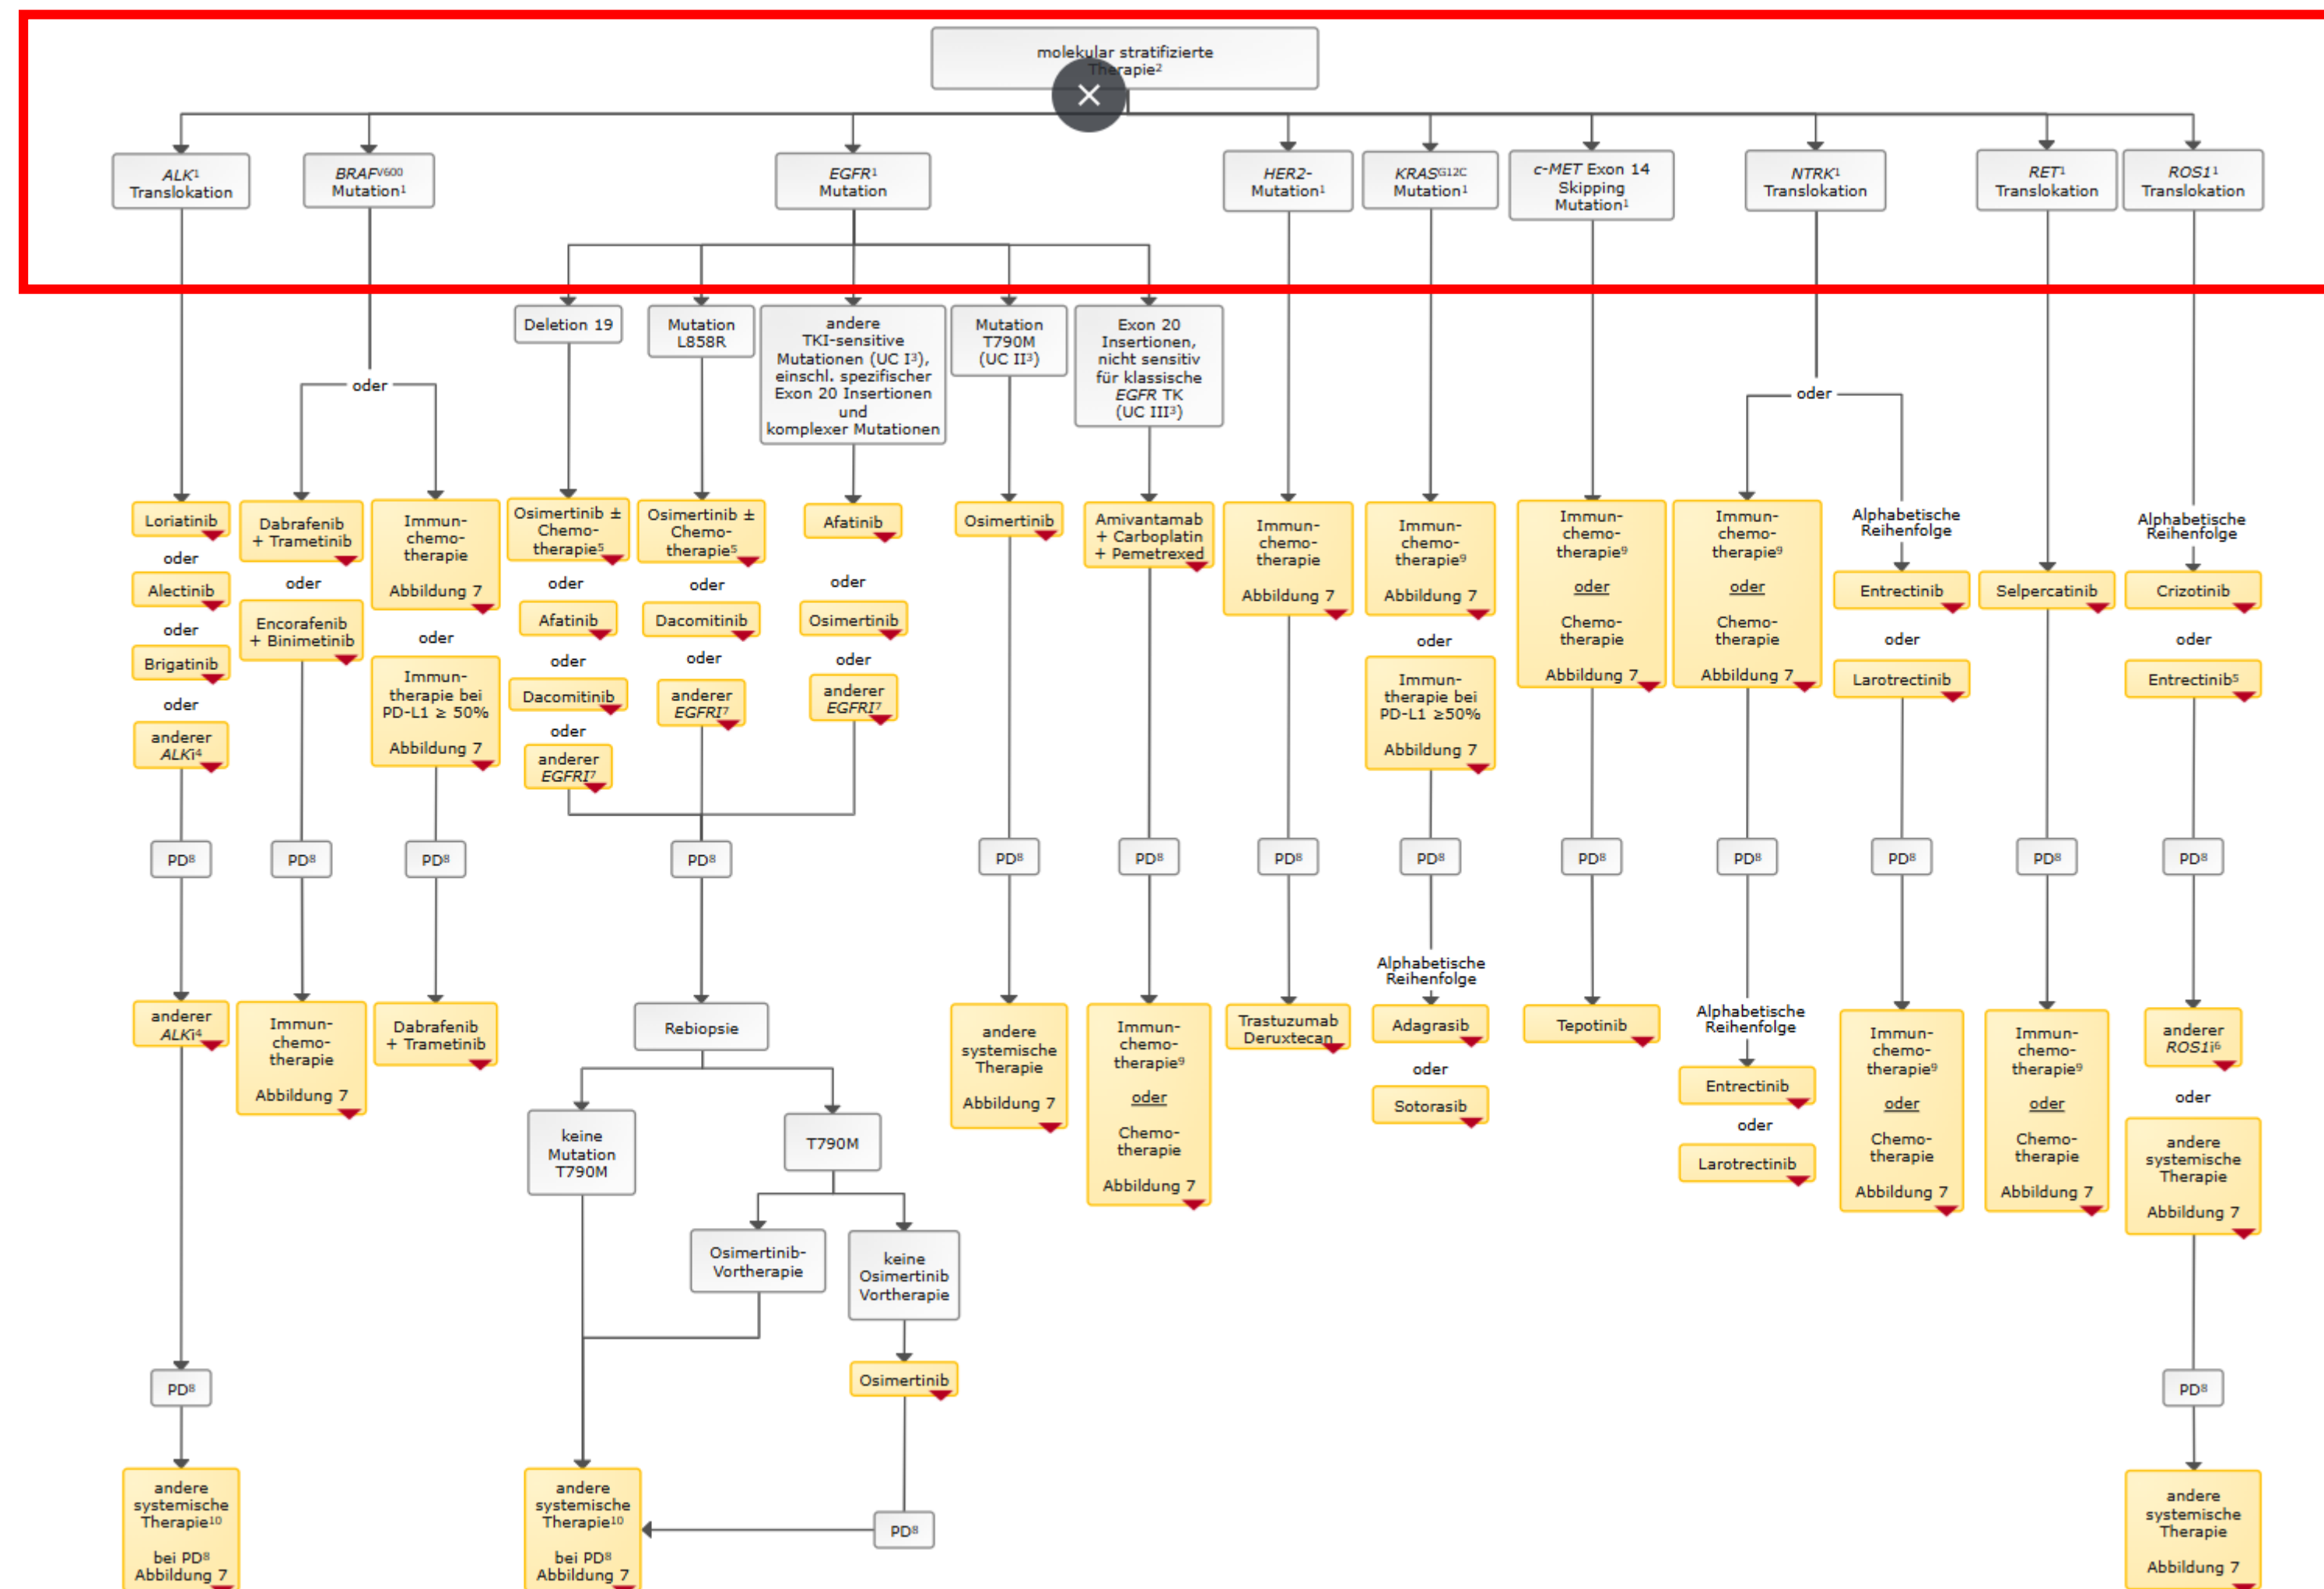 molekular stratifizierte
Therapie²
ALK¹
Translokation
BRAFV600
Mutation¹
EGFR¹
Mutation
HER2-
Mutation¹
KRASG12C
Mutation¹
c-MET Exon 14
Skipping
Mutation¹
NTRK¹
Translokation
RET¹
Translokation
ROS1¹
Translokation
Deletion 19
Mutation
L858R
andere
TKI-sensitive
Mutationen (UC I³),
einschl. spezifischer
Exon 20 Insertionen
und
komplexer Mutationen
Mutation
T790M
(UC II³)
Exon 20
Insertionen,
nicht sensitiv
für klassische
EGFR TK
(UC III³)
oder
oder
Loriatinib
oder
Alectinib
oder
Brigatinib
oder
anderer
ALKi⁴
Dabrafenib
+ Trametinib
oder
Encorafenib
+ Binimetinib
Immun-
chemo-
therapie
Abbildung 7
oder
Immun-
therapie bei
PD-L1 ≥ 50%
Abbildung 7
Osimertinib ±
Chemo-
therapie⁵
oder
Afatinib
oder
Dacomitinib
oder
anderer
EGFRI⁷
Osimertinib ±
Chemo-
therapie⁵
oder
Dacomitinib
oder
anderer
EGFRI⁷
Afatinib
oder
Osimertinib
oder
anderer
EGFRI⁷
Osimertinib
Amivantamab
+ Carboplatin
+ Pemetrexed
Immun-
chemo-
therapie
Abbildung 7
Immun-
chemo-
therapie⁹
Abbildung 7
oder
Immun-
therapie bei
PD-L1 ≥50%
Abbildung 7
Immun-
chemo-
therapie⁹
oder
Chemo-
therapie
Abbildung 7
Immun-
chemo-
therapie⁹
oder
Chemo-
therapie
Abbildung 7
Alphabetische
Reihenfolge
Entrectinib
oder
Larotrectinib
Selpercatinib
Alphabetische
Reihenfolge
Crizotinib
oder
Entrectinib⁵
PD⁸
PD⁸
PD⁸
PD⁸
PD⁸
PD⁸
PD⁸
PD⁸
PD⁸
PD⁸
PD⁸
PD⁸
PD⁸
anderer
ALKi⁴
Immun-
chemo-
therapie
Abbildung 7
Dabrafenib
+ Trametinib
Rebiopsie
andere
systemische
Therapie
Abbildung 7
Immun-
chemo-
therapie⁹
oder
Chemo-
therapie
Abbildung 7
Trastuzumab
Deruxtecan
Alphabetische
Reihenfolge
Adagrasib
oder
Sotorasib
Tepotinib
Alphabetische
Reihenfolge
Entrectinib
oder
Larotrectinib
Immun-
chemo-
therapie⁹
oder
Chemo-
therapie
Abbildung 7
Immun-
chemo-
therapie⁹
oder
Chemo-
therapie
Abbildung 7
anderer
ROS1i⁶
oder
andere
systemische
Therapie
Abbildung 7
keine
Mutation
T790M
T790M
Osimertinib-
Vortherapie
keine
Osimertinib
Vortherapie
Osimertinib
PD⁸
PD⁸
PD⁸
andere
systemische
Therapie¹⁰
bei PD⁸
Abbildung 7
andere
systemische
Therapie¹⁰
bei PD⁸
Abbildung 7
andere
systemische
Therapie
Abbildung 7